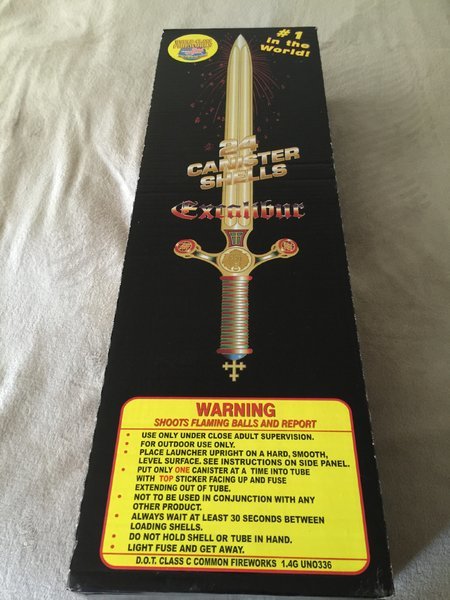 #1
in the
World!
24
CANISTER
SHELLS
Excalibur
WARNING
SHOOTS FLAMING BALLS AND REPORT
• USE ONLY UNDER CLOSE ADULT SUPERVISION.
• FOR OUTDOOR USE ONLY.
• PLACE LAUNCHER UPRIGHT ON A HARD, SMOOTH,
LEVEL SURFACE. SEE INSTRUCTIONS ON SIDE PANEL.
• PUT ONLY ONE CANISTER AT A TIME INTO TUBE
WITH TOP STICKER FACING UP AND FUSE
EXTENDING OUT OF TUBE.
• NOT TO BE USED IN CONJUNCTION WITH ANY
OTHER PRODUCT.
• ALWAYS WAIT AT LEAST 30 SECONDS BETWEEN
LOADING SHELLS.
• DO NOT HOLD SHELL OR TUBE IN HAND.
• LIGHT FUSE AND GET AWAY.
D.O.T. CLASS C COMMON FIREWORKS 1.4G UNO336